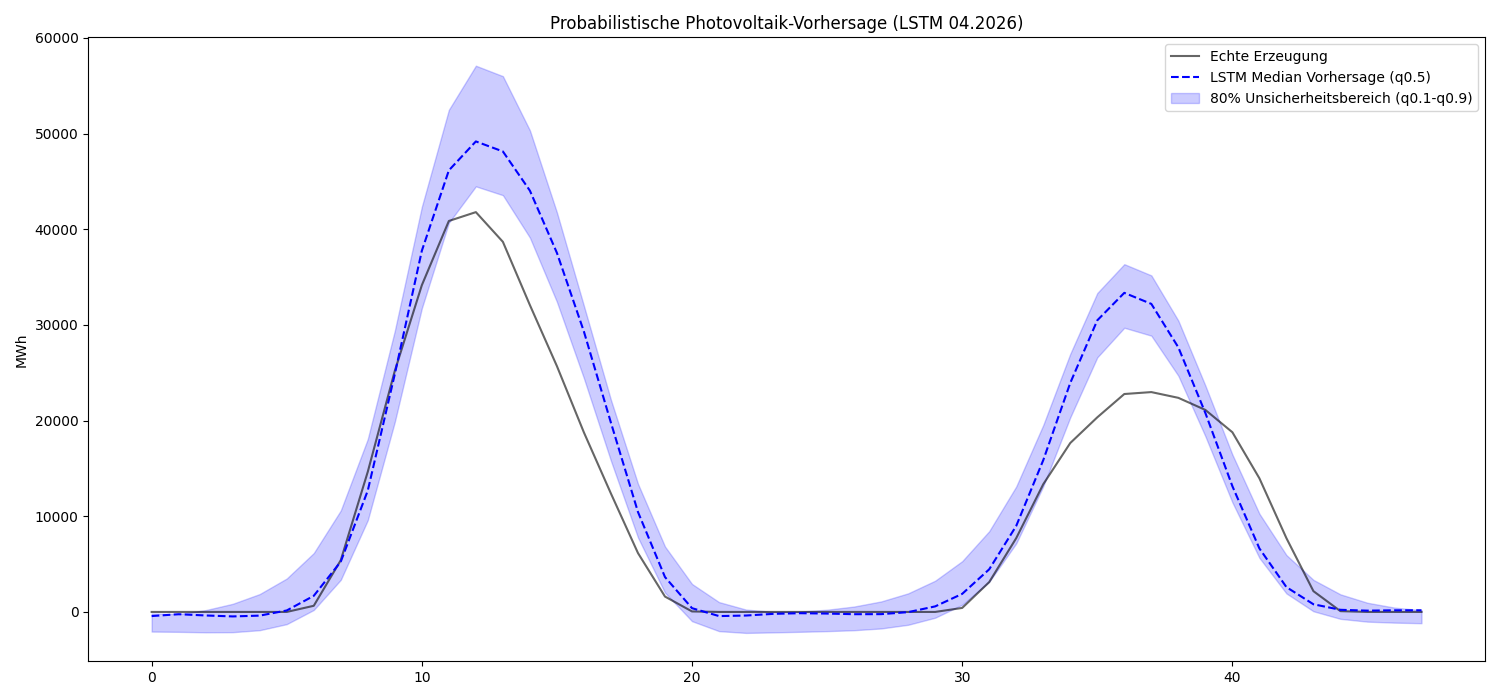 Probabilistische Photovoltaik-Vorhersage (LSTM 04.2026)
Echte Erzeugung
LSTM Median Vorhersage (q0.5)
80% Unsicherheitsbereich (q0.1-q0.9)
MWh
60000
50000
40000
30000
20000
10000
0
0 10 20 30 40